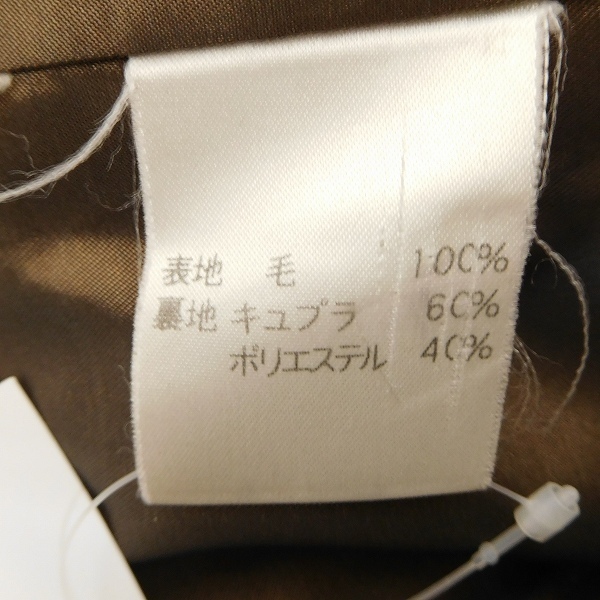 表地 毛 100%
裏地 キュプラ 60%
ポリエステル 40%